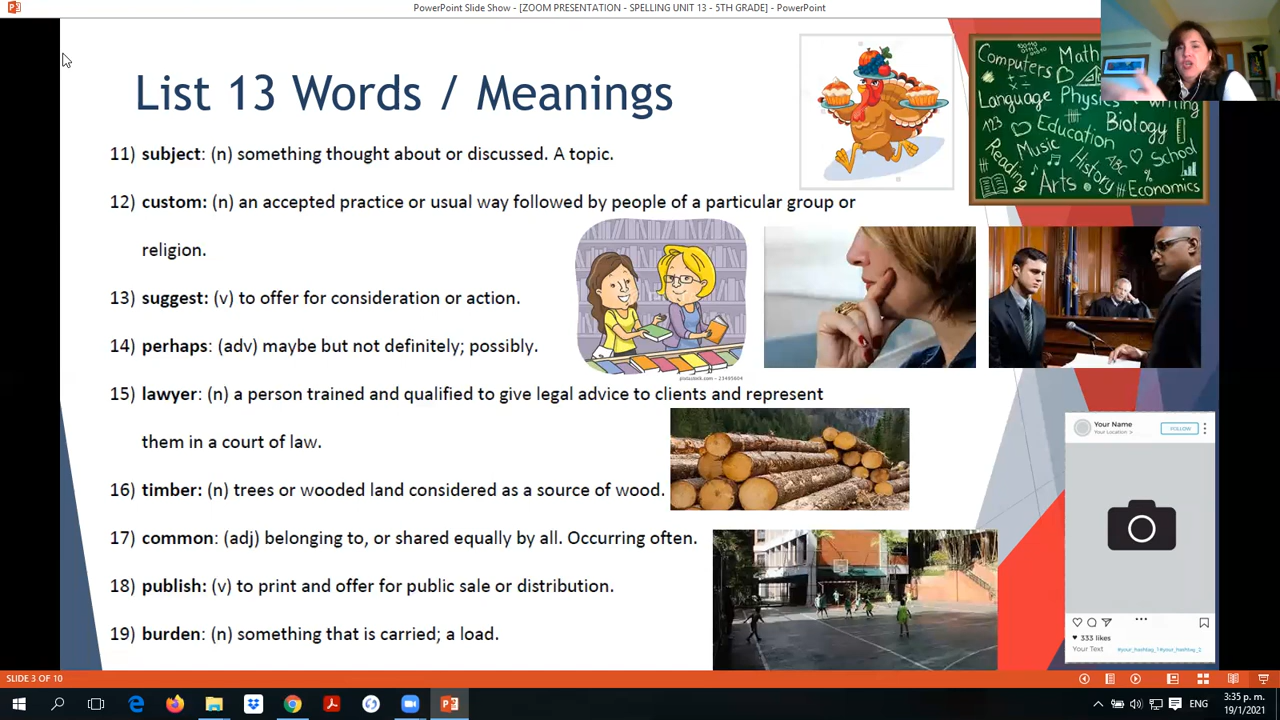 PowerPoint Slide Show - [ZOOM PRESENTATION - SPELLING UNIT 13 - 5TH GRADE] - PowerPoint
List 13 Words / Meanings
Computers
Math
Language
Physics
writing
123
Education
Biology
Music
Reading
History
ABC
School
Arts
Economics
11) subject: (n) something thought about or discussed. A topic.
12) custom: (n) an accepted practice or usual way followed by people of a particular group or
religion.
13) suggest: (v) to offer for consideration or action.
14) perhaps: (adv) maybe but not definitely; possibly.
15) lawyer: (n) a person trained and qualified to give legal advice to clients and represent
them in a court of law.
16) timber: (n) trees or wooded land considered as a source of wood.
17) common: (adj) belonging to, or shared equally by all. Occurring often.
18) publish: (v) to print and offer for public sale or distribution.
19) burden: (n) something that is carried; a load.
Your Name
Your Location >
FOLLOW
333 likes
Your Text
SLIDE 3 OF 10
ENG
3:35 p. m.
19/1/2021